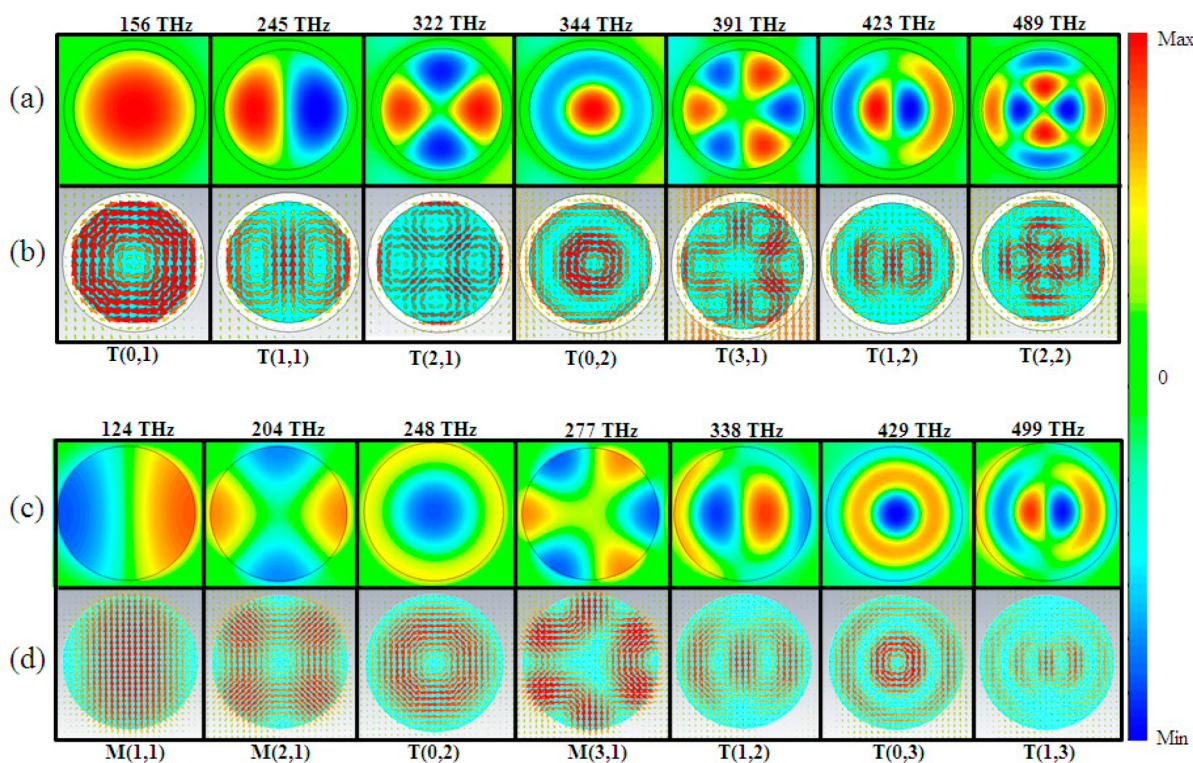 156 THz 245 THz 322 THz 344 THz 391 THz 423 THz 489 THz
Max
(a)
(b)
T(0,1) T(1,1) T(2,1) T(0,2) T(3,1) T(1,2) T(2,2)
0
124 THz 204 THz 248 THz 277 THz 338 THz 429 THz 499 THz
(c)
(d)
Min
M(1,1) M(2,1) T(0,2) M(3,1) T(1,2) T(0,3) T(1,3)